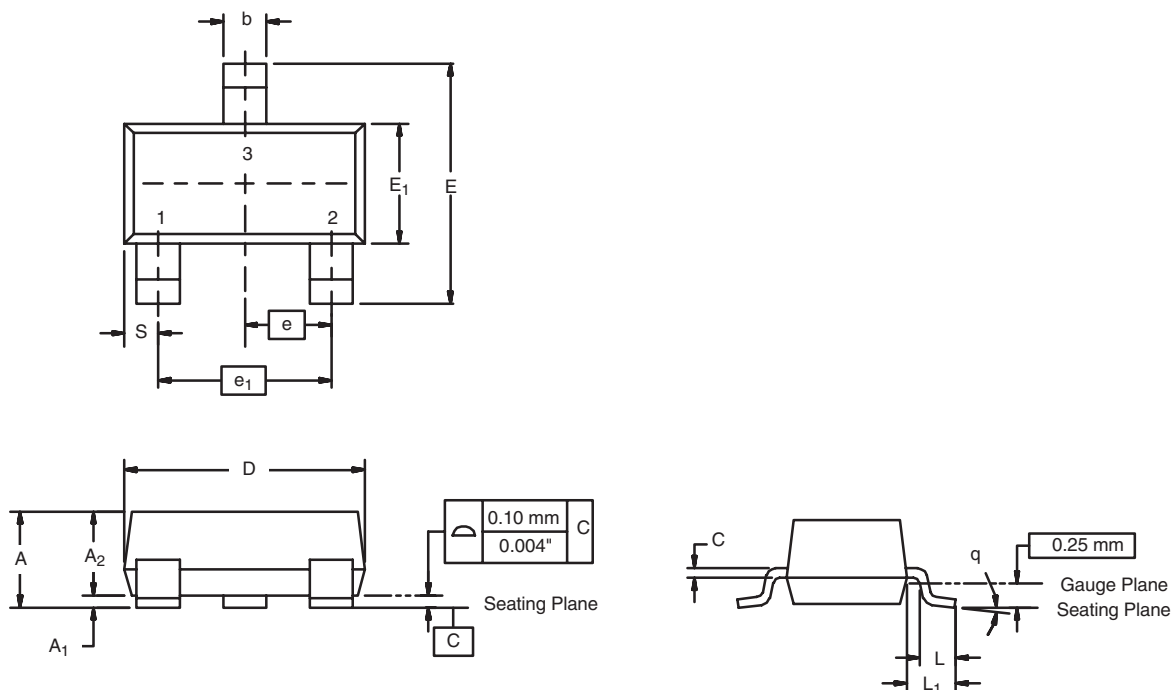 b
3
E₁
E
1
2
S
e
e₁
D
A
A₂
0.10 mm
0.004"
C
Seating Plane
A₁
C
C
q
0.25 mm
Gauge Plane
Seating Plane
L
L₁